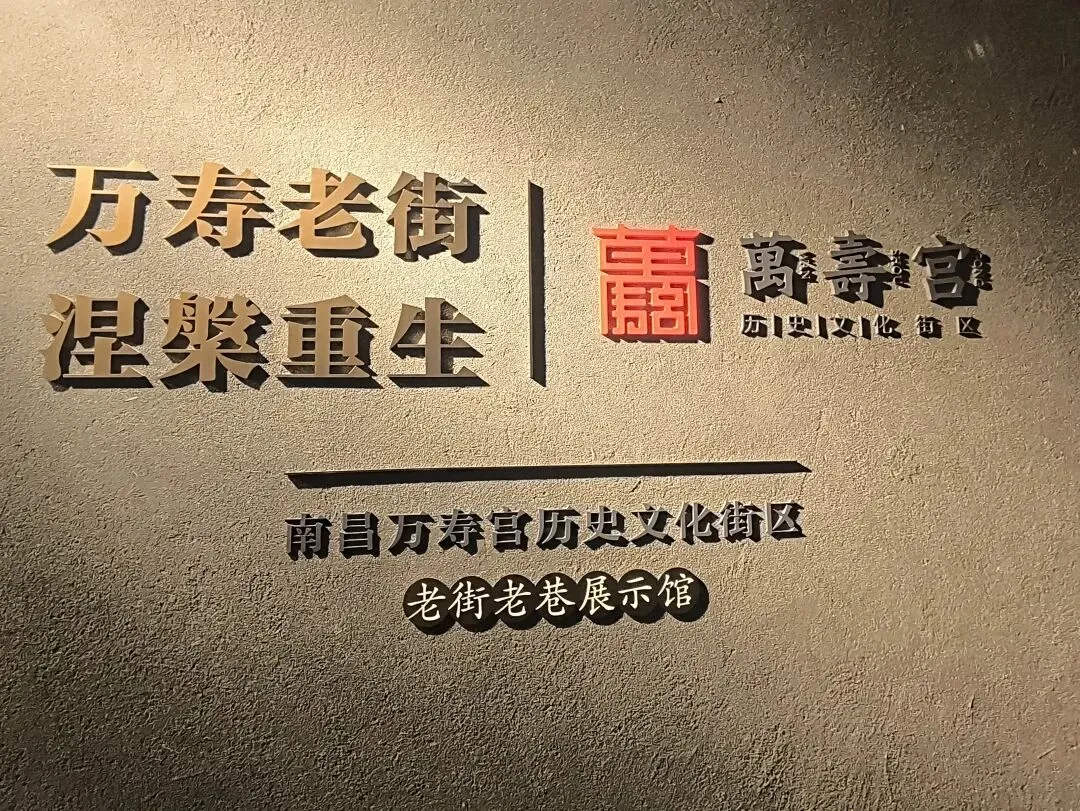 万寿老街
涅槃重生
萬壽宫
历史文化街区
南昌万寿宫历史文化街区
老街老巷展示馆